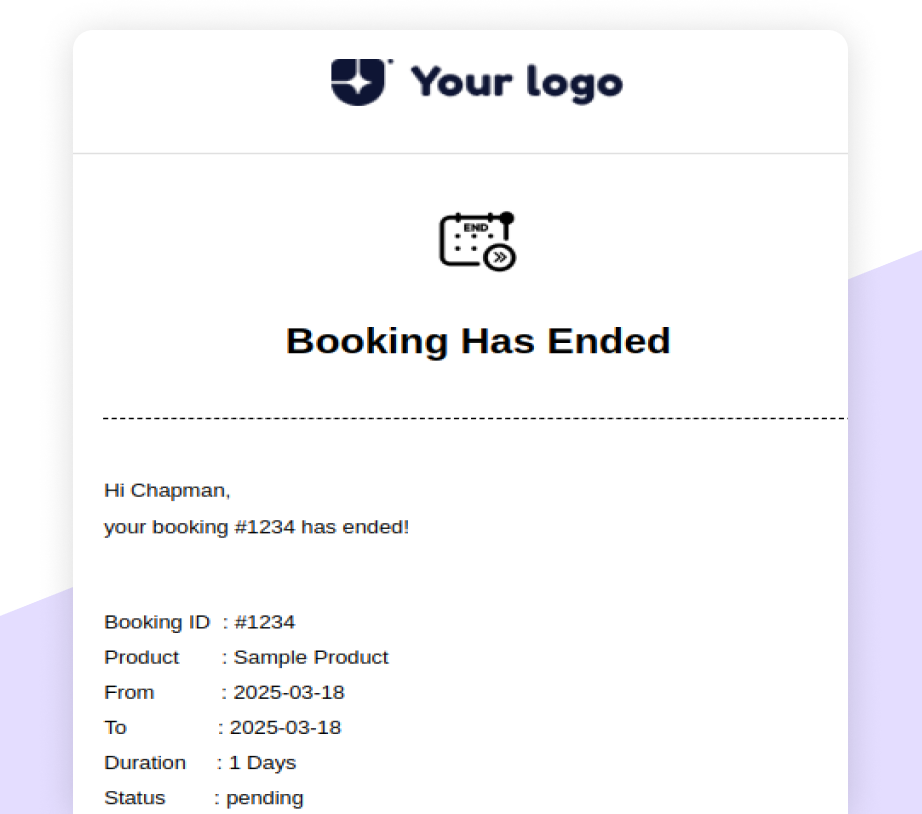 Your logo
END
Booking Has Ended
Hi Chapman,
your booking #1234 has ended!
Booking ID : #1234
Product : Sample Product
From : 2025-03-18
To : 2025-03-18
Duration : 1 Days
Status : pending